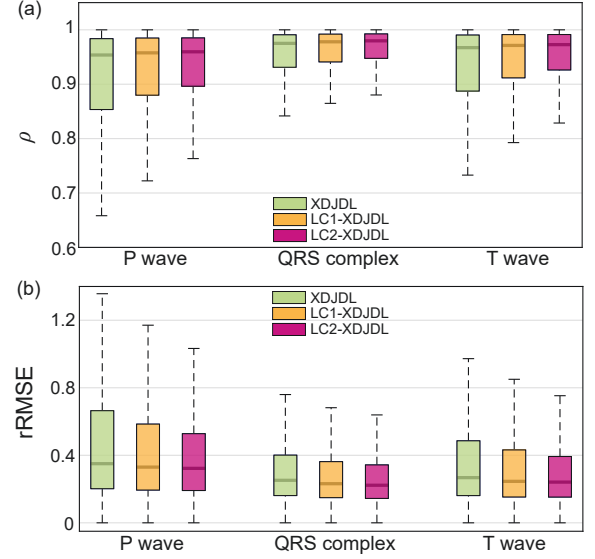 (a)
1
0.9
0.8
0.7
0.6
ρ
XDJDL
LC1-XDJDL
LC2-XDJDL
P wave QRS complex T wave
(b)
1.2
0.8
0.4
0
rRMSE
XDJDL
LC1-XDJDL
LC2-XDJDL
P wave QRS complex T wave